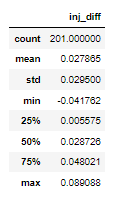 inj_diff
count 201.000000
mean 0.027865
std 0.029500
min -0.041762
25% 0.005575
50% 0.028726
75% 0.048021
max 0.089088